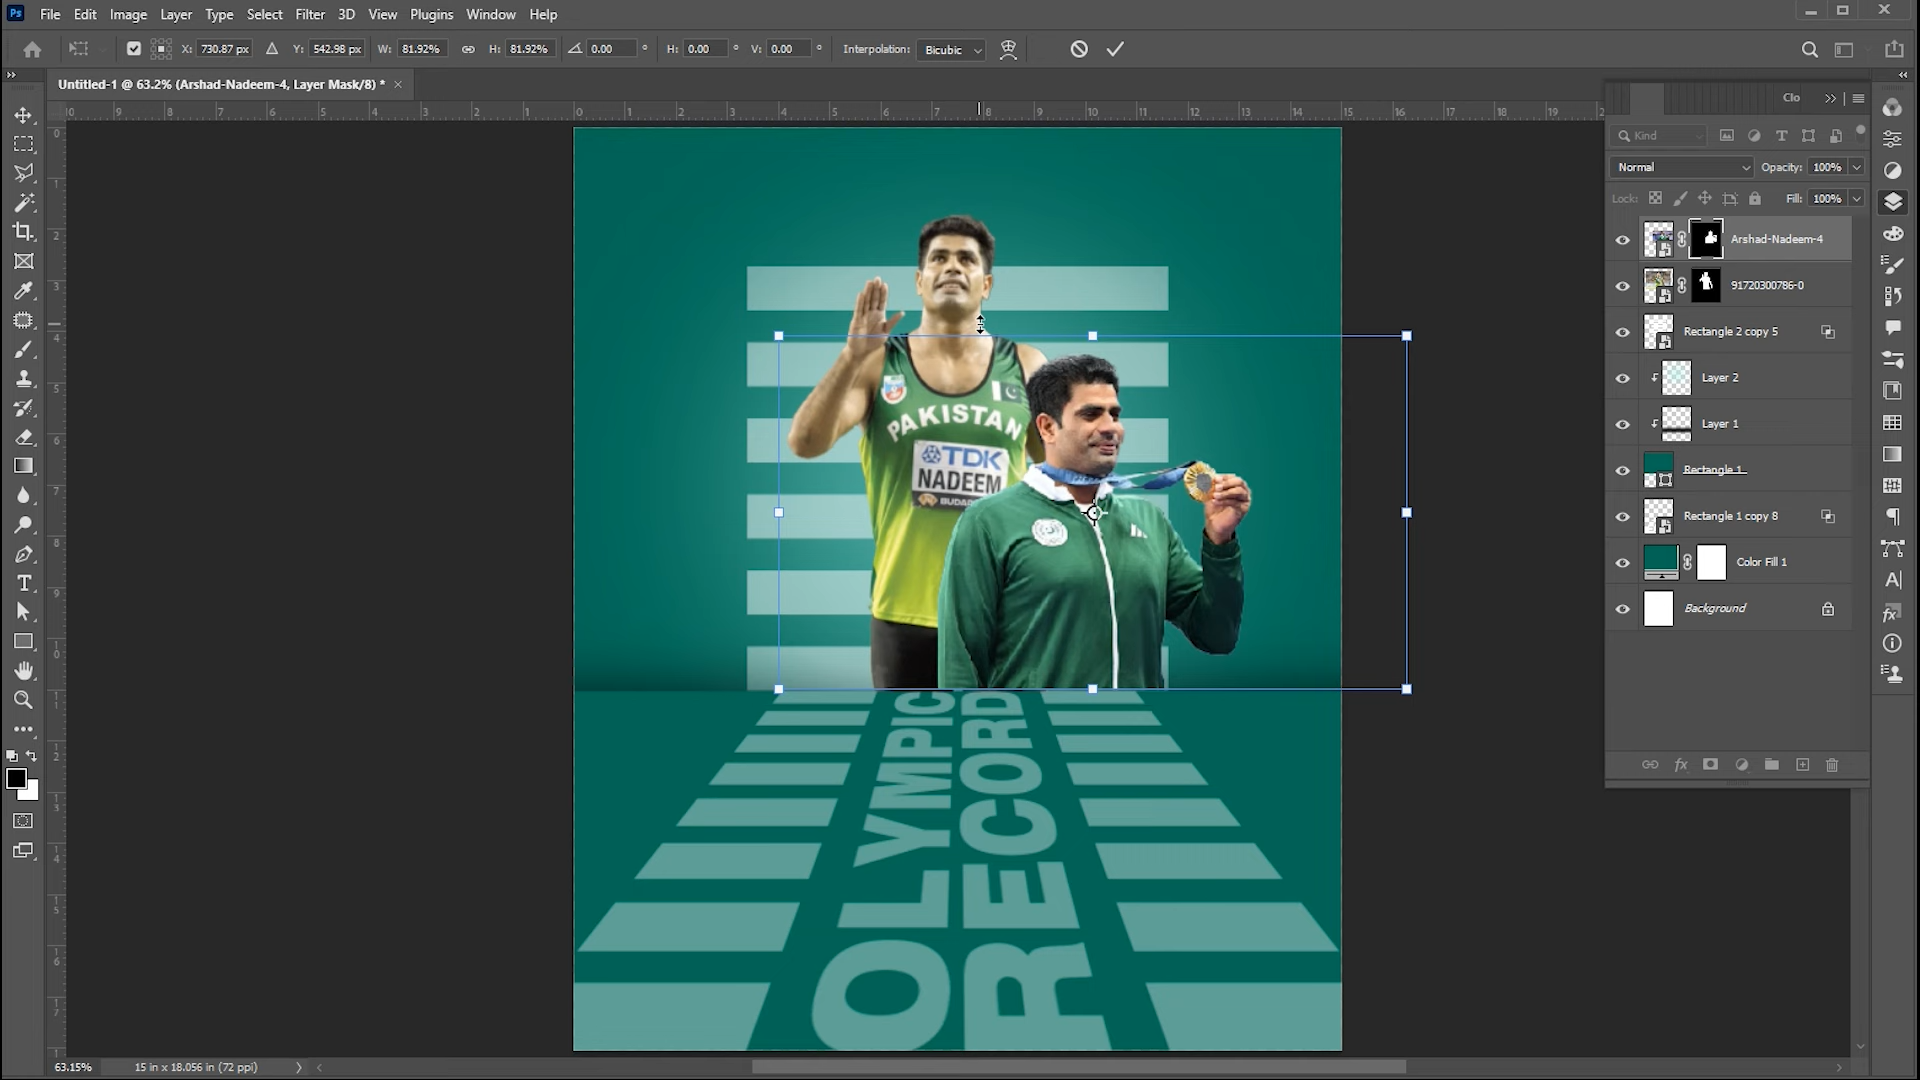 Ps File Edit Image Layer Type Select Filter 3D View Plugins Window Help
X: 730.87 px Y: 542.98 px W: 81.92% H: 81.92% 0.00 ° H: 0.00 ° V: 0.00 ° Interpolation: Bicubic
Untitled-1 @ 63.2% (Arshad-Nadeem-4, Layer Mask/8) *
Clo
Kind
Normal Opacity: 100%
Lock: Fill: 100%
Arshad-Nadeem-4
91720300786-0
Rectangle 2 copy 5
Layer 2
Layer 1
Rectangle 1
Rectangle 1 copy 8
Color Fill 1
Background
PAKISTAN
TDK
NADEEM
BUDAP
OLYMPIC
RECORD
63.15% 15 in x 18.056 in (72 ppi)